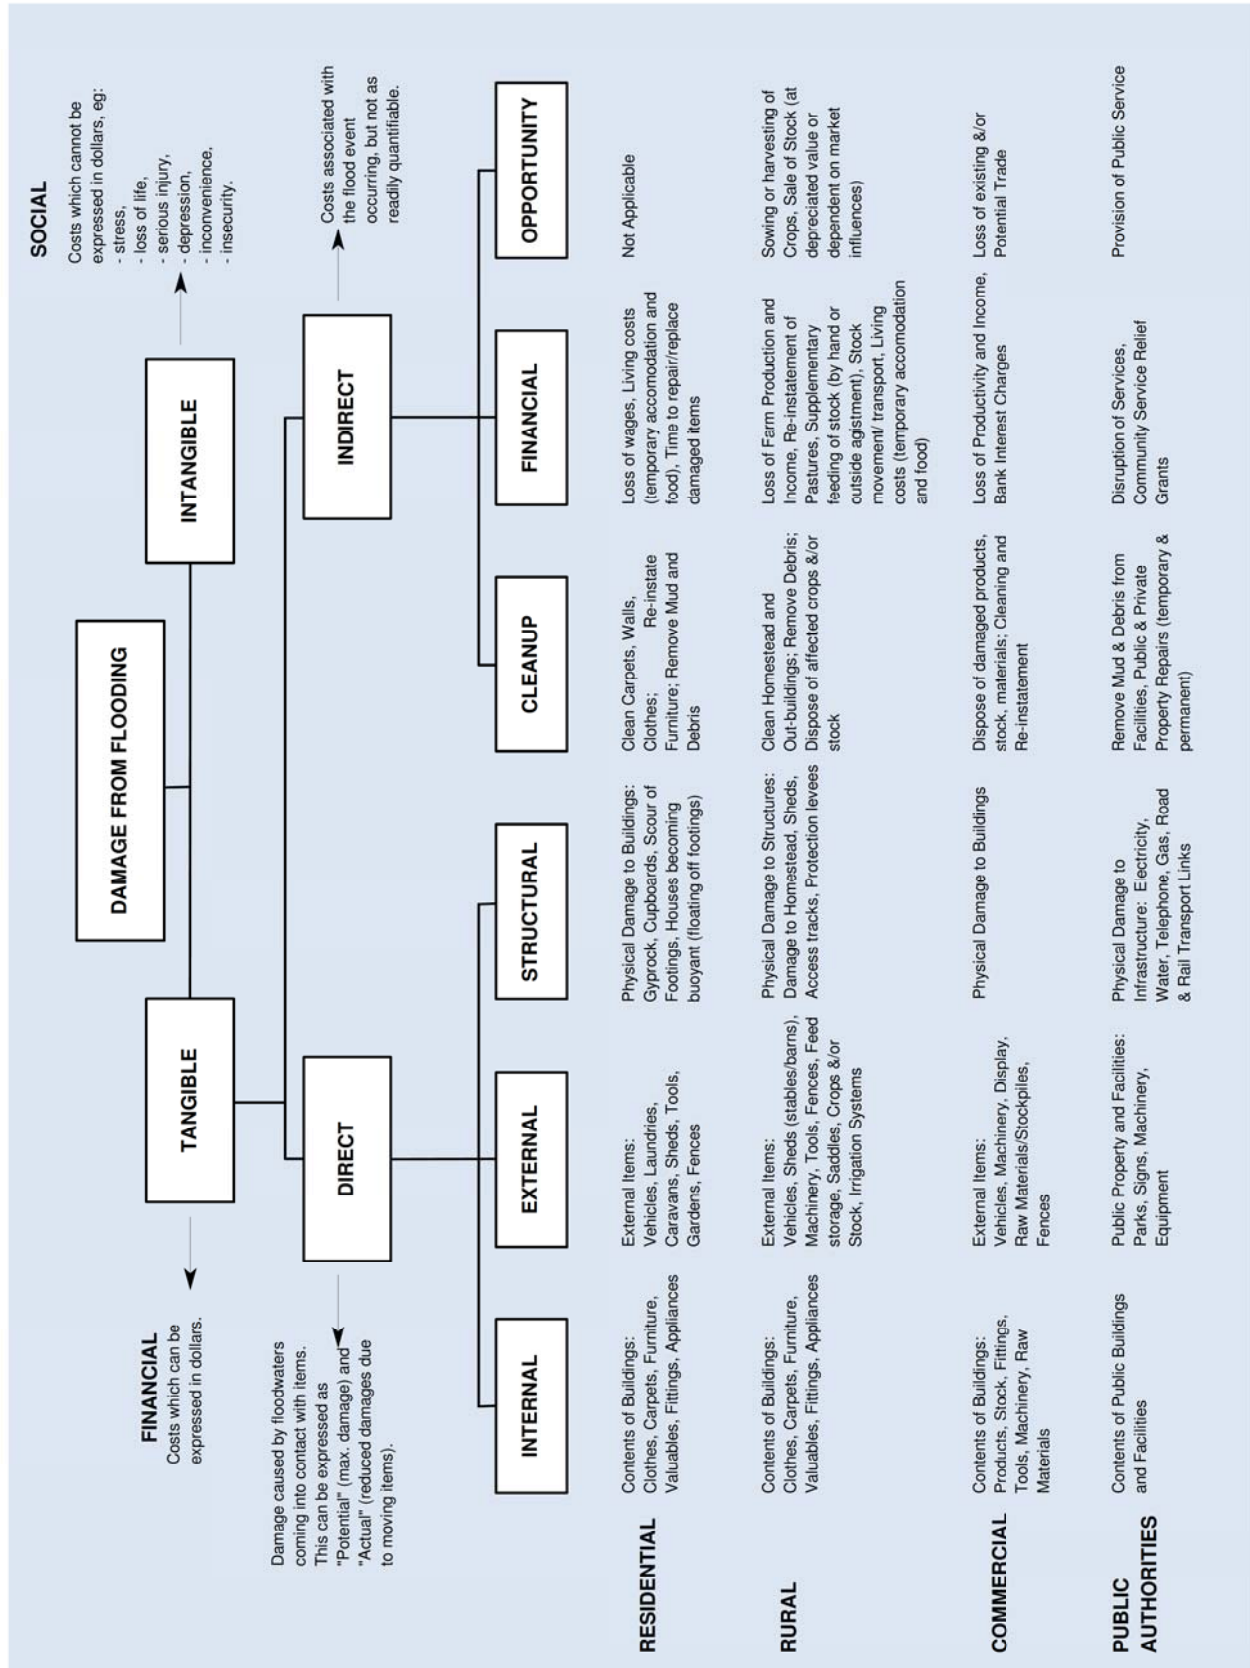 DAMAGE FROM FLOODING
FINANCIAL
Costs which can be
expressed in dollars.
TANGIBLE
INTANGIBLE
SOCIAL
Costs which cannot be
expressed in dollars, eg:
- stress,
- loss of life,
- serious injury,
- depression,
- inconvenience,
- insecurity.
Damage caused by floodwaters
coming into contact with items.
This can be expressed as
"Potential" (max. damage) and
"Actual" (reduced damages due
to moving items).
DIRECT
INDIRECT
Costs associated with
the flood event
occurring, but not as
readily quantifiable.
INTERNAL
EXTERNAL
STRUCTURAL
CLEANUP
FINANCIAL
OPPORTUNITY
RESIDENTIAL
Contents of Buildings:
Clothes, Carpets, Furniture,
Valuables, Fittings, Appliances
External Items:
Vehicles, Laundries,
Caravans, Sheds, Tools,
Gardens, Fences
Physical Damage to Buildings:
Gyprock, Cupboards, Scour of
Footings, Houses becoming
buoyant (floating off footings)
Clean Carpets, Walls,
Clothes; Re-instate
Furniture; Remove Mud and
Debris
Loss of wages, Living costs
(temporary accomodation and
food), Time to repair/replace
damaged items
Not Applicable
RURAL
Contents of Buildings:
Clothes, Carpets, Furniture,
Valuables, Fittings, Appliances
External Items:
Vehicles, Sheds (stables/barns),
Machinery, Tools, Fences, Feed
storage, Saddles, Crops &/or
Stock, Irrigation Systems
Physical Damage to Structures:
Damage to Homestead, Sheds,
Access tracks, Protection levees
Clean Homestead and
Out-buildings; Remove Debris;
Dispose of affected crops &/or
stock
Loss of Farm Production and
Income, Re-instatement of
Pastures, Supplementary
feeding of stock (by hand or
outside agistment), Stock
movement/ transport, Living
costs (temporary accomodation
and food)
Sowing or harvesting of
Crops, Sale of Stock (at
depreciated value or
dependent on market
influences)
COMMERCIAL
Contents of Buildings:
Products, Stock, Fittings,
Tools, Machinery, Raw
Materials
External Items:
Vehicles, Machinery, Display,
Raw Materials/Stockpiles,
Fences
Physical Damage to Buildings
Dispose of damaged products,
stock, materials; Cleaning and
Re-instatement
Loss of Productivity and Income,
Bank Interest Charges
Loss of existing &/or
Potential Trade
PUBLIC
AUTHORITIES
Contents of Public Buildings
and Facilities
Public Property and Facilities:
Parks, Signs, Machinery,
Equipment
Physical Damage to
Infrastructure: Electricity,
Water, Telephone, Gas, Road
& Rail Transport Links
Remove Mud & Debris from
Facilities, Public & Private
Property Repairs (temporary &
permanent)
Disruption of Services,
Community Service Relief
Grants
Provision of Public Service